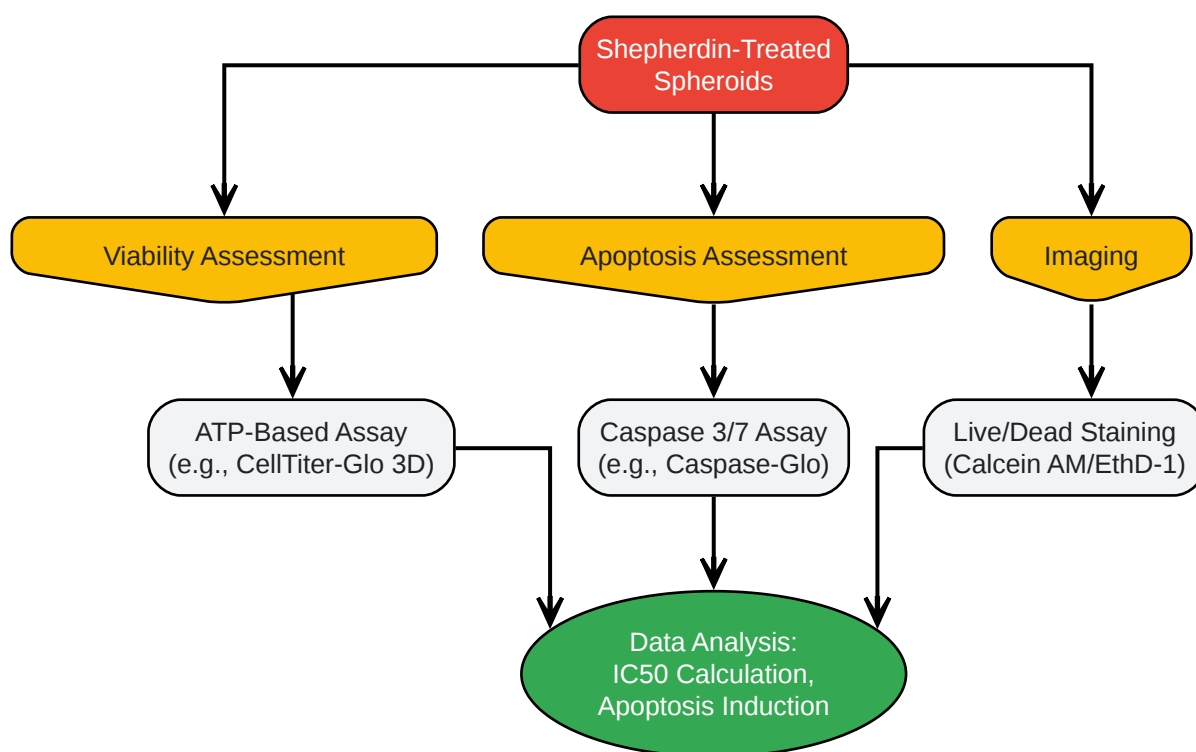 Shepherdin-Treated
Spheroids
Viability Assessment
Apoptosis Assessment
Imaging
ATP-Based Assay
(e.g., CellTiter-Glo 3D)
Caspase 3/7 Assay
(e.g., Caspase-Glo)
Live/Dead Staining
(Calcein AM/EthD-1)
Data Analysis:
IC50 Calculation,
Apoptosis Induction